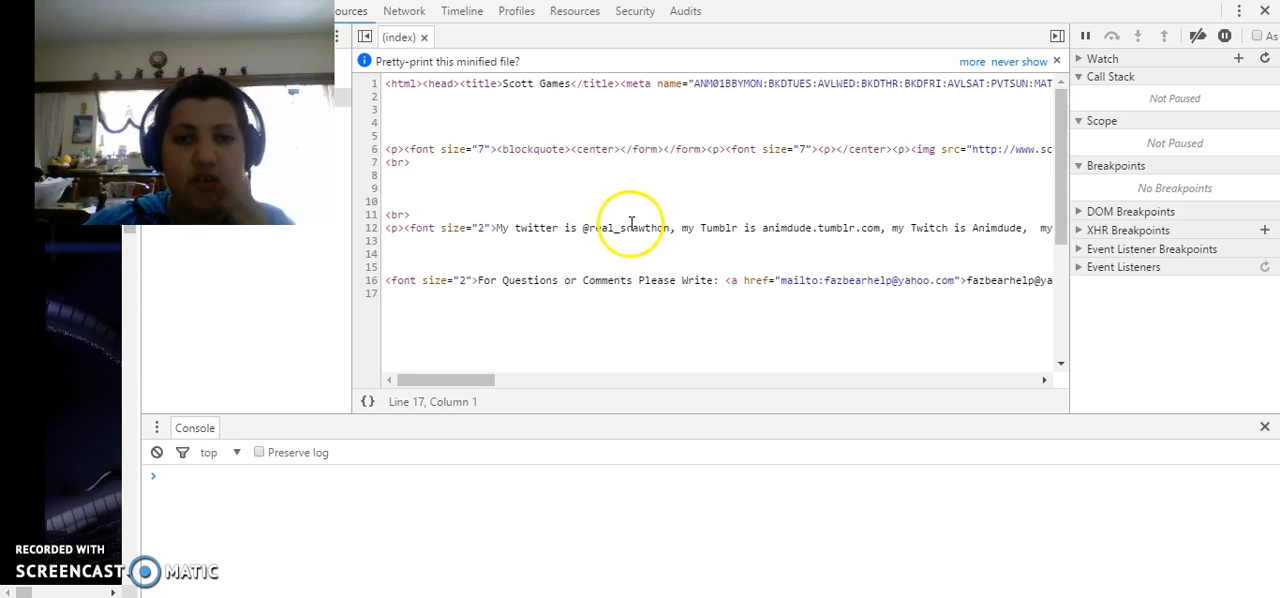 ources Network Timeline Profiles Resources Security Audits
(index)
Pretty-print this minified file? more never show
1 <html><head><title>Scott Games</title><meta name="ANM01BBYMON:BKDTUES:AVLWED:BKDTHR:BKDFRI:AVLSAT:PVTSUN:MAT
2
3
4
5
6 <p><font size="7"><blockquote><center></form></form><p><font size="7"><p></center><p><img src="http://www.sc
7 <br>
8
9
10
11 <br>
12 <p><font size="2">My twitter is @real_scawthon, my Tumblr is animdude.tumblr.com, my Twitch is Animdude, my
13
14
15
16 <font size="2">For Questions or Comments Please Write: <a href="mailto:fazbearhelp@yahoo.com">fazbearhelp@ya
17
{} Line 17, Column 1
As
Watch
Call Stack
Not Paused
Scope
Not Paused
Breakpoints
No Breakpoints
DOM Breakpoints
XHR Breakpoints
Event Listener Breakpoints
Event Listeners
Console
top Preserve log
RECORDED WITH
SCREENCAST MATIC